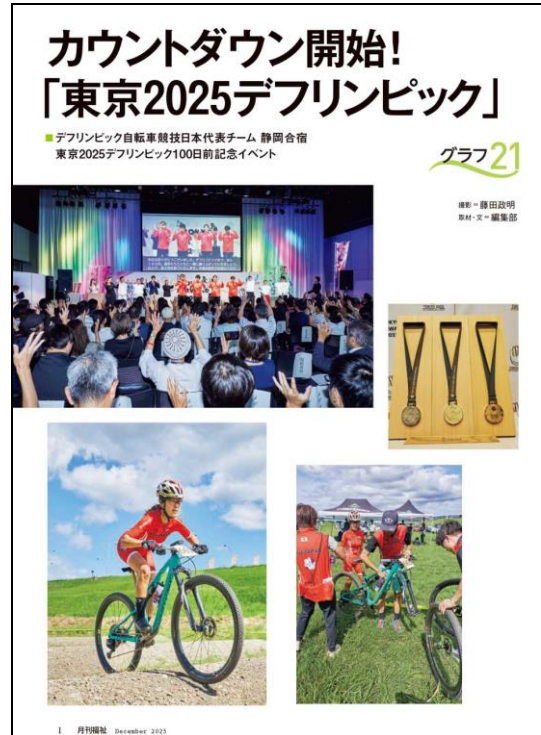 カウントダウン開始!
「東京2025デフリンピック」
■デフリンピック自転車競技日本代表チーム 静岡合宿
東京2025デフリンピック100日前記念イベント
グラフ21
撮影=藤田政明
取材・文=編集部
1 月刊福祉 December 2025